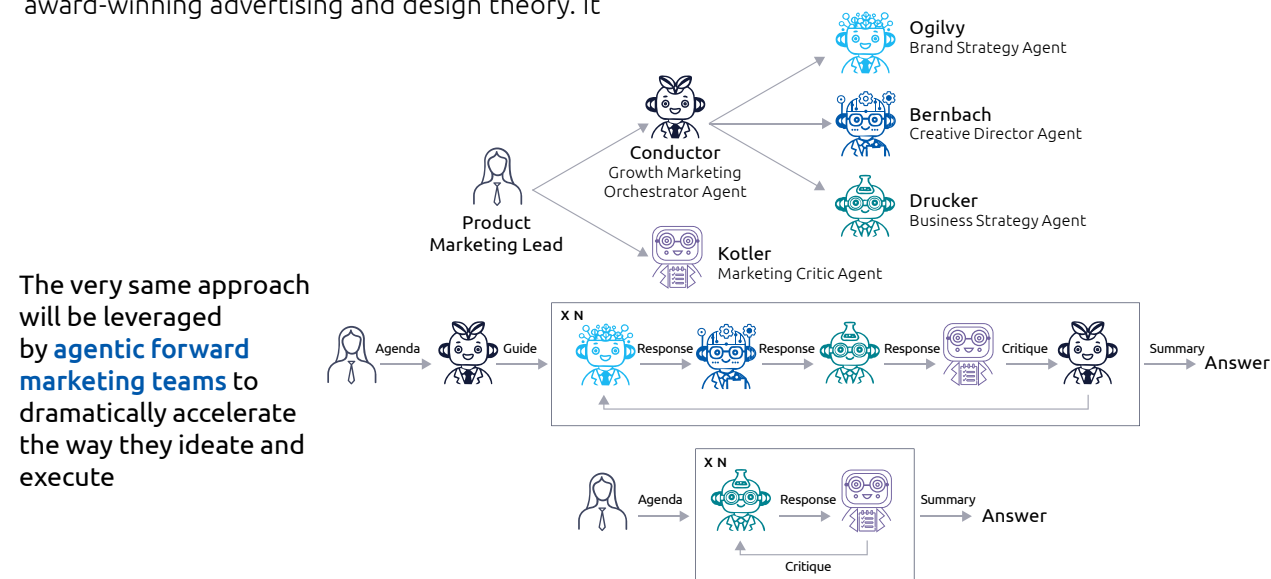 award-winning advertising and design theory. It
Ogilvy
Brand Strategy Agent
Bernbach
Creative Director Agent
Conductor
Growth Marketing
Orchestrator Agent
Drucker
Business Strategy Agent
Product
Marketing Lead
Kotler
Marketing Critic Agent
The very same approach
will be leveraged
by agentic forward
marketing teams to
dramatically accelerate
the way they ideate and
execute
X N
Agenda
Guide
Response
Response
Response
Critique
Summary
Answer
X N
Agenda
Response
Summary
Answer
Critique